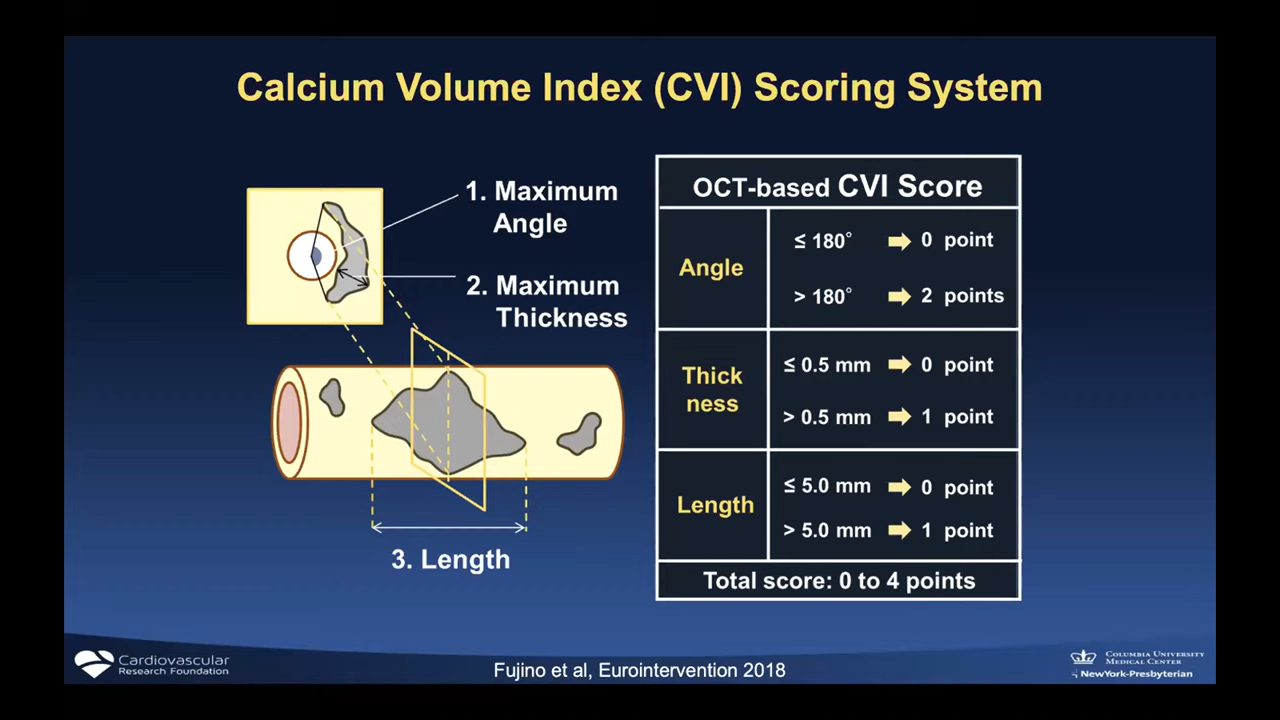 Calcium Volume Index (CVI) Scoring System
1. Maximum
Angle
2. Maximum
Thickness
3. Length
OCT-based CVI Score
Angle
≤ 180° 0 point
> 180° 2 points
Thick
ness
≤ 0.5 mm 0 point
> 0.5 mm 1 point
Length
≤ 5.0 mm 0 point
> 5.0 mm 1 point
Total score: 0 to 4 points
Cardiovascular
Research Foundation
Fujino et al, Eurointervention 2018
COLUMBIA UNIVERSITY
MEDICAL CENTER
NewYork-Presbyterian